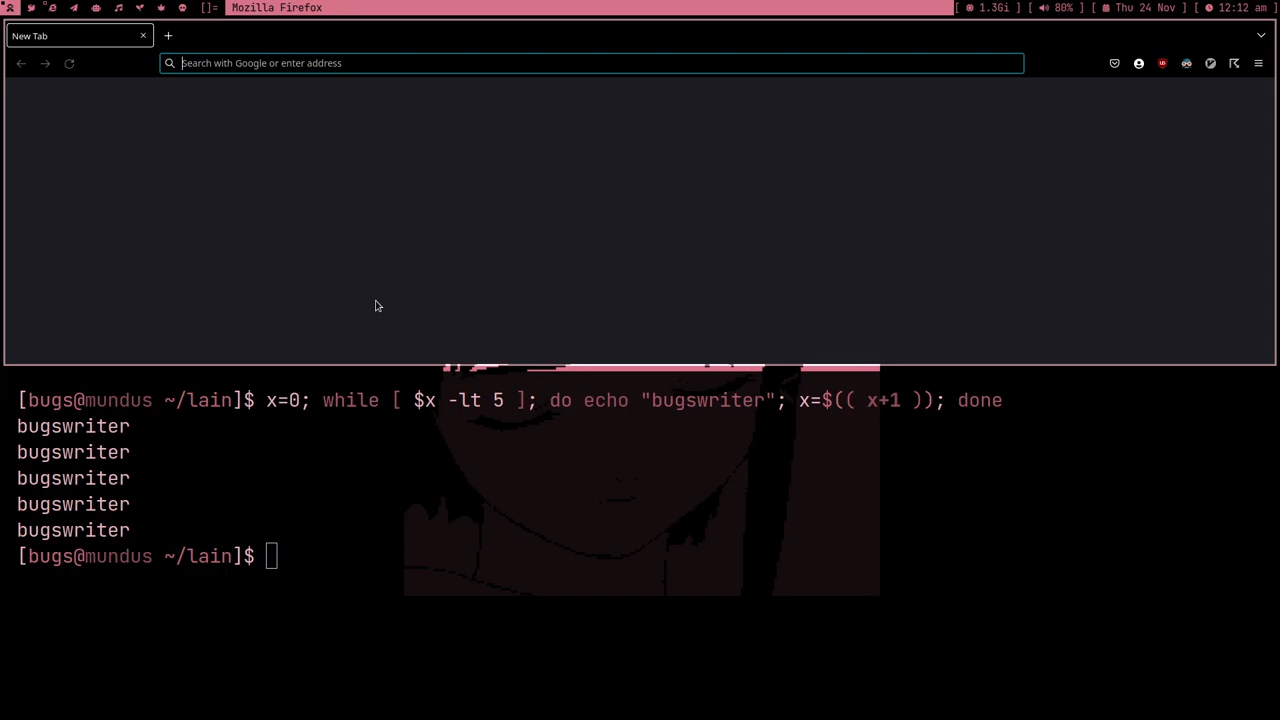 []= Mozilla Firefox [ 1.3Gi ] [ 80% ] [ Thu 24 Nov ] [ 12:12 am ]
New Tab
Search with Google or enter address
[bugs@mundus ~/lain]$ x=0; while [ $x -lt 5 ]; do echo "bugswriter"; x=$(( x+1 )); done
bugswriter
bugswriter
bugswriter
bugswriter
bugswriter
[bugs@mundus ~/lain]$